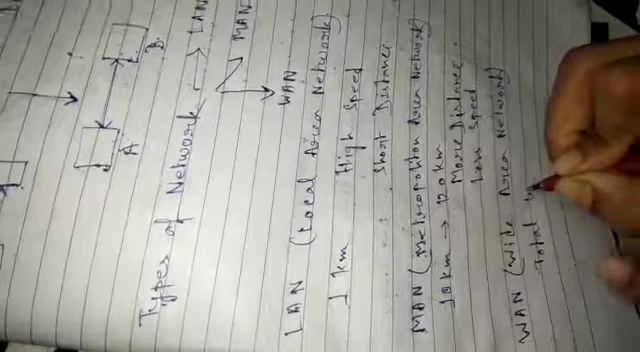 A
B
Types of Network → LAN
MAN
WAN
LAN (Local Area Network)
1 km High Speed
Short Distance
MAN (Metropolitan Area Network)
10 km → 20 km
More Distance
Less Speed
WAN (Wide Area Network)
Total